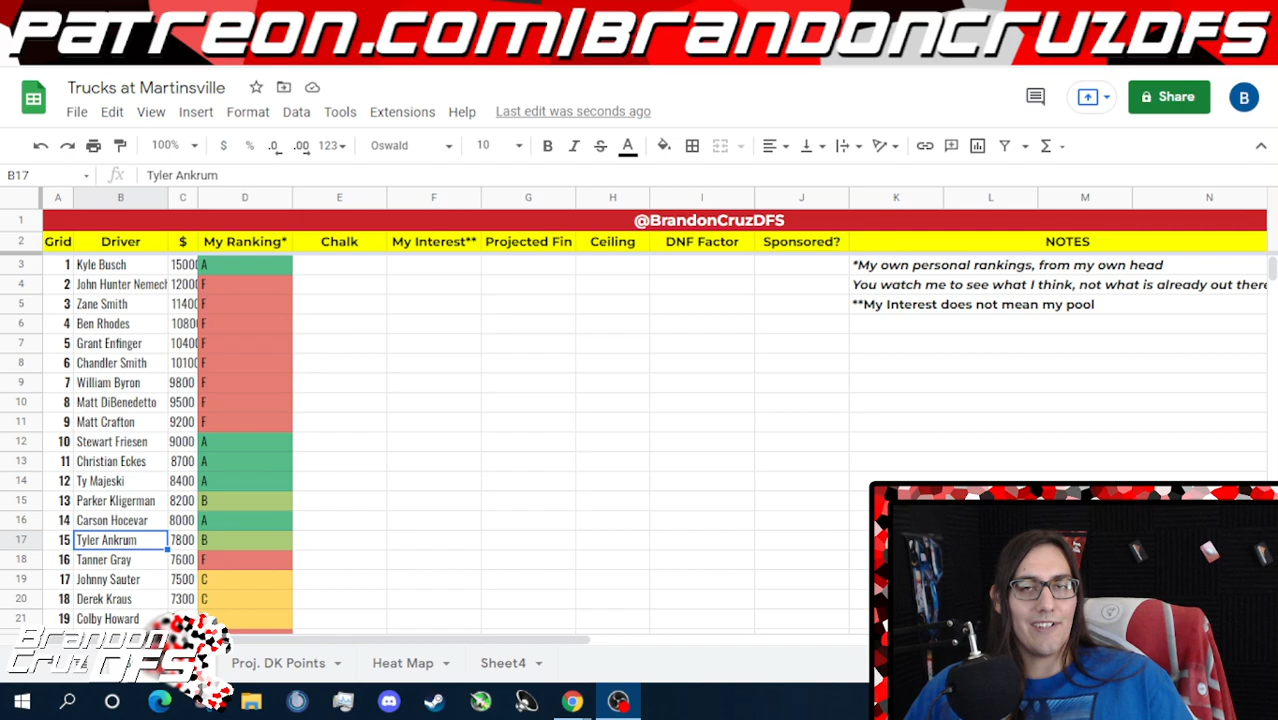 Patreon.com/BrandonCruzDFS
Trucks at Martinsville
File Edit View Insert Format Data Tools Extensions Help Last edit was seconds ago
Share
B
100% $ % .0 .00 123 Oswald 10 B I S A
B17 fx Tyler Ankrum
A B C D E F G H I J K L M N
1 @BrandonCruzDFS
2 Grid Driver $ My Ranking* Chalk My Interest** Projected Fin Ceiling DNF Factor Sponsored? NOTES
3 1 Kyle Busch 15000 A *My own personal rankings, from my own head
4 2 John Hunter Nemech 12000 F You watch me to see what I think, not what is already out there
5 3 Zane Smith 11400 F **My Interest does not mean my pool
6 4 Ben Rhodes 10800 F
7 5 Grant Enfinger 10400 F
8 6 Chandler Smith 10100 F
9 7 William Byron 9800 F
10 8 Matt DiBenedetto 9500 F
11 9 Matt Crafton 9200 F
12 10 Stewart Friesen 9000 A
13 11 Christian Eckes 8700 A
14 12 Ty Majeski 8400 A
15 13 Parker Kligerman 8200 B
16 14 Carson Hocevar 8000 A
17 15 Tyler Ankrum 7800 B
18 16 Tanner Gray 7600 F
19 17 Johnny Sauter 7500 C
20 18 Derek Kraus 7300 C
21 19 Colby Howard
Brandon
CruzDFS
Proj. DK Points Heat Map Sheet4